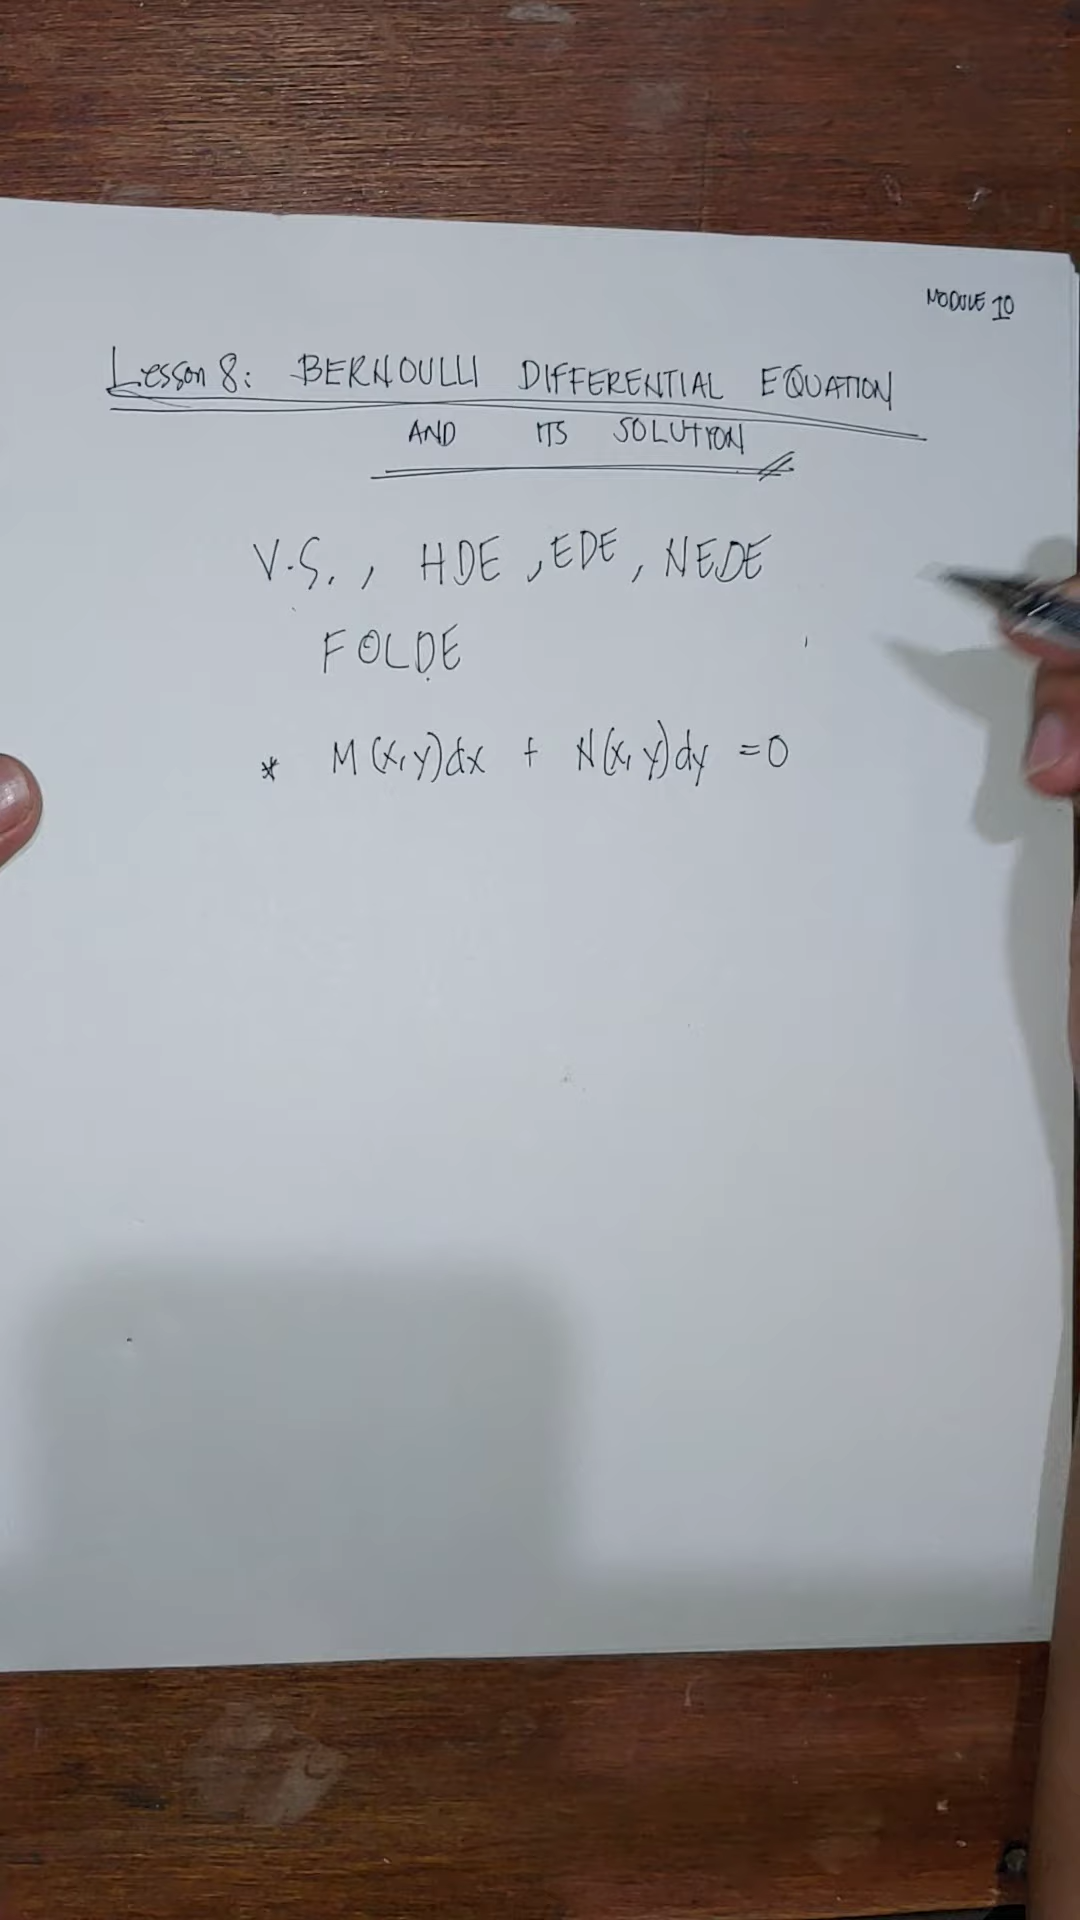 MODULE 10
Lesson 8: BERNOULLI DIFFERENTIAL EQUATION
AND ITS SOLUTION
V.S., HDE, EDE, NEDE
FOLDE
* M(x,y)dx + N(x,y)dy =0